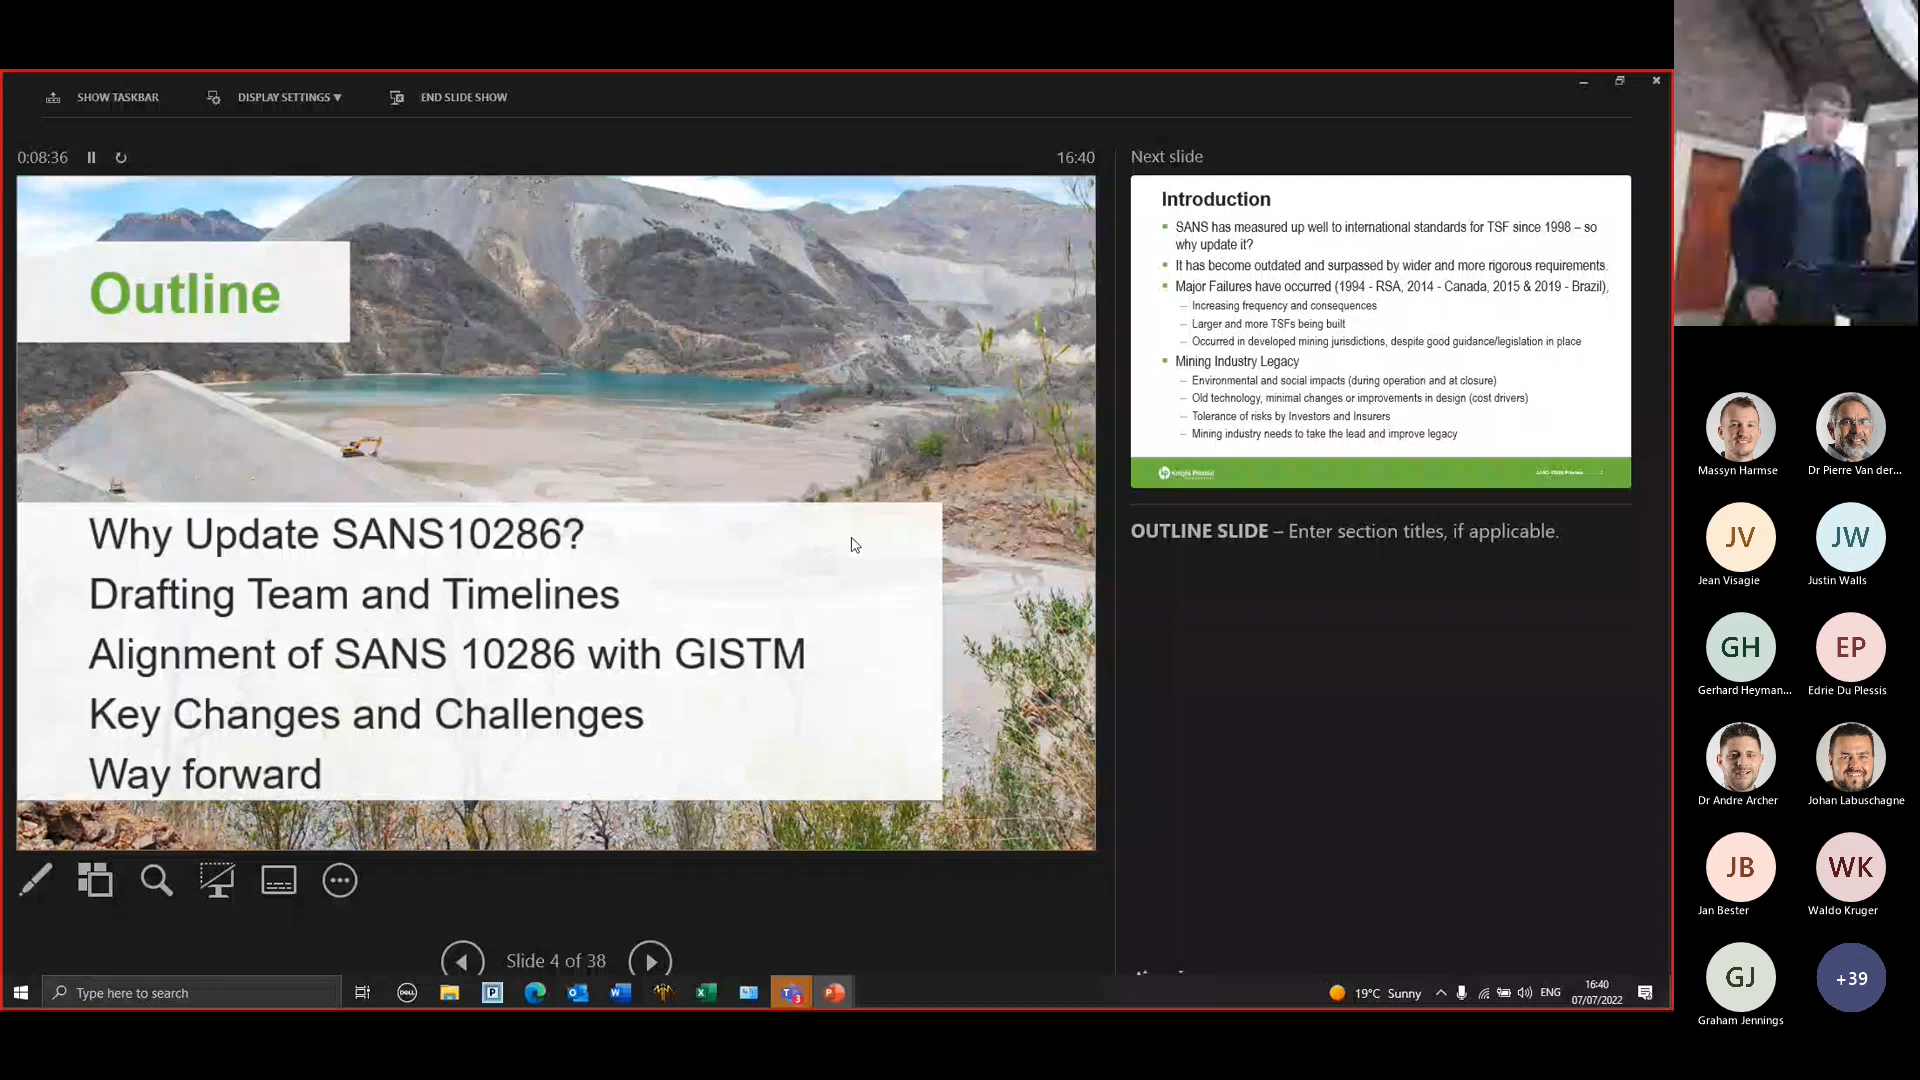 SHOW TASKBAR
DISPLAY SETTINGS ▼
END SLIDE SHOW
0:08:36
16:40
Outline
Why Update SANS10286?
Drafting Team and Timelines
Alignment of SANS 10286 with GISTM
Key Changes and Challenges
Way forward
Slide 4 of 38
Next slide
Introduction
SANS has measured up well to international standards for TSF since 1998 – so
why update it?
It has become outdated and surpassed by wider and more rigorous requirements.
Major Failures have occurred (1994 - RSA, 2014 - Canada, 2015 & 2019 - Brazil),
– Increasing frequency and consequences
– Larger and more TSFs being built
– Occurred in developed mining jurisdictions, despite good guidance/legislation in place
Mining Industry Legacy
– Environmental and social impacts (during operation and at closure)
– Old technology, minimal changes or improvements in design (cost drivers)
– Tolerance of risks by Investors and Insurers
– Mining industry needs to take the lead and improve legacy
Knight Piésold
OUTLINE SLIDE – Enter section titles, if applicable.
Type here to search
DELL
19°C Sunny
ENG
16:40
07/07/2022
Massyn Harmse
Dr Pierre Van der...
JV
JW
Jean Visagie
Justin Walls
GH
EP
Gerhard Heyman...
Edrie Du Plessis
Dr Andre Archer
Johan Labuschagne
JB
WK
Jan Bester
Waldo Kruger
GJ
+39
Graham Jennings